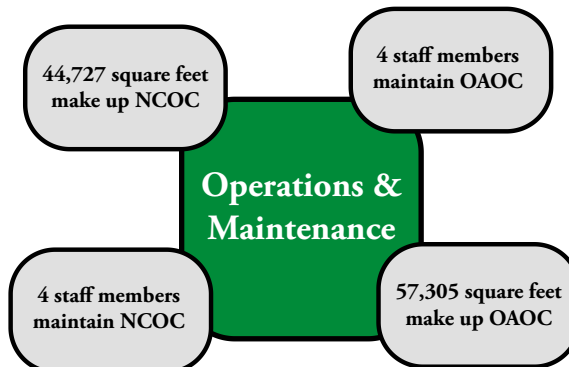 44,727 square feet
make up NCOC
4 staff members
maintain OAOC
Operations &
Maintenance
4 staff members
maintain NCOC
57,305 square feet
make up OAOC